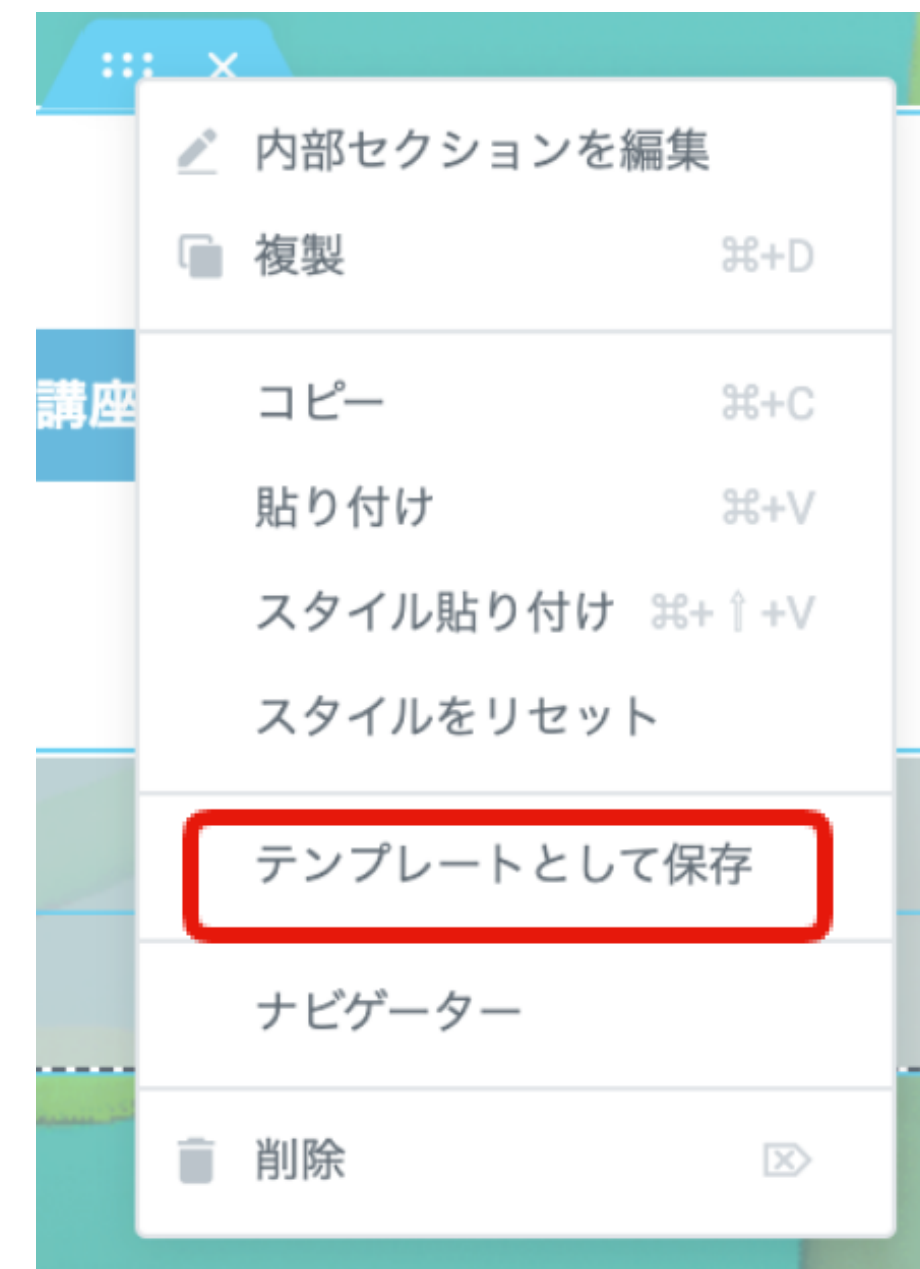 内部セクションを編集
複製 ⌘+D
コピー ⌘+C
講座
貼り付け ⌘+V
スタイル貼り付け ⌘+⇧+V
スタイルをリセット
テンプレートとして保存
ナビゲーター
削除 ⌦